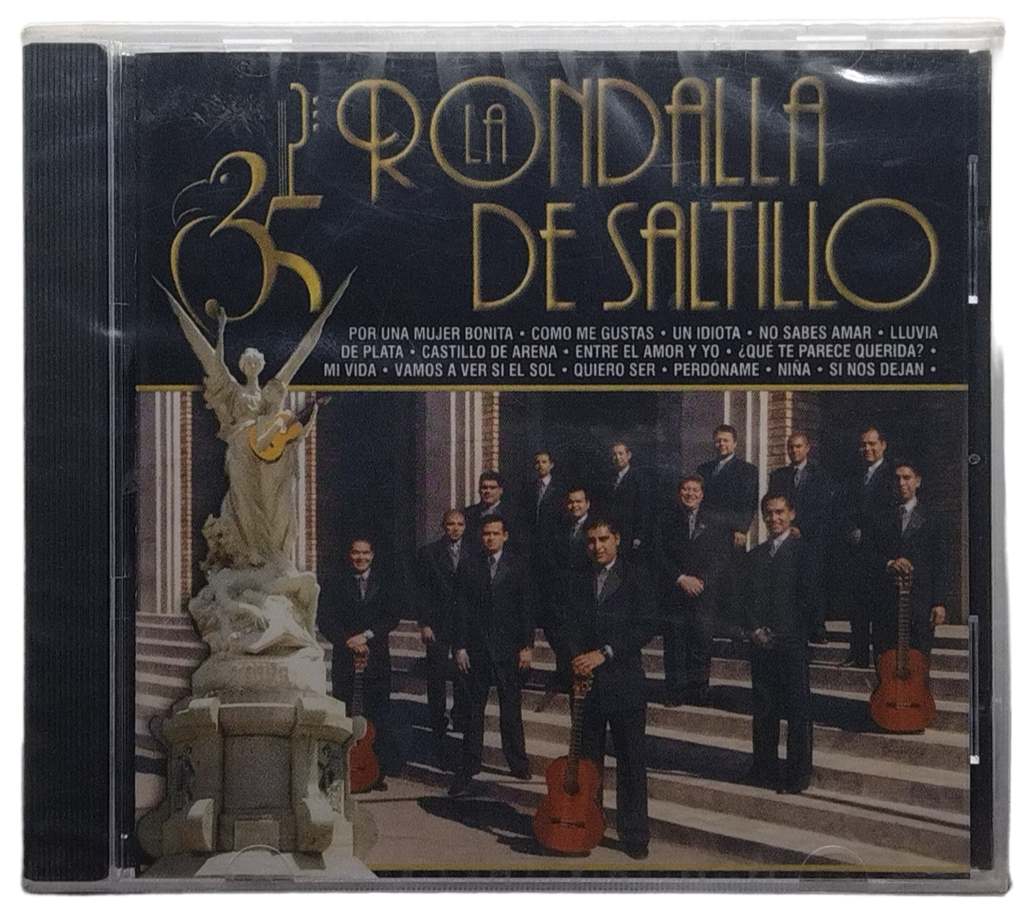 35
LA RONDALLA
DE SALTILLO
POR UNA MUJER BONITA • COMO ME GUSTAS • UN IDIOTA • NO SABES AMAR • LLUVIA
DE PLATA • CASTILLO DE ARENA • ENTRE EL AMOR Y YO • ¿QUE TE PARECE QUERIDA? •
MI VIDA • VAMOS A VER SI EL SOL • QUIERO SER • PERDÓNAME • NIÑA • SI NOS DEJAN •